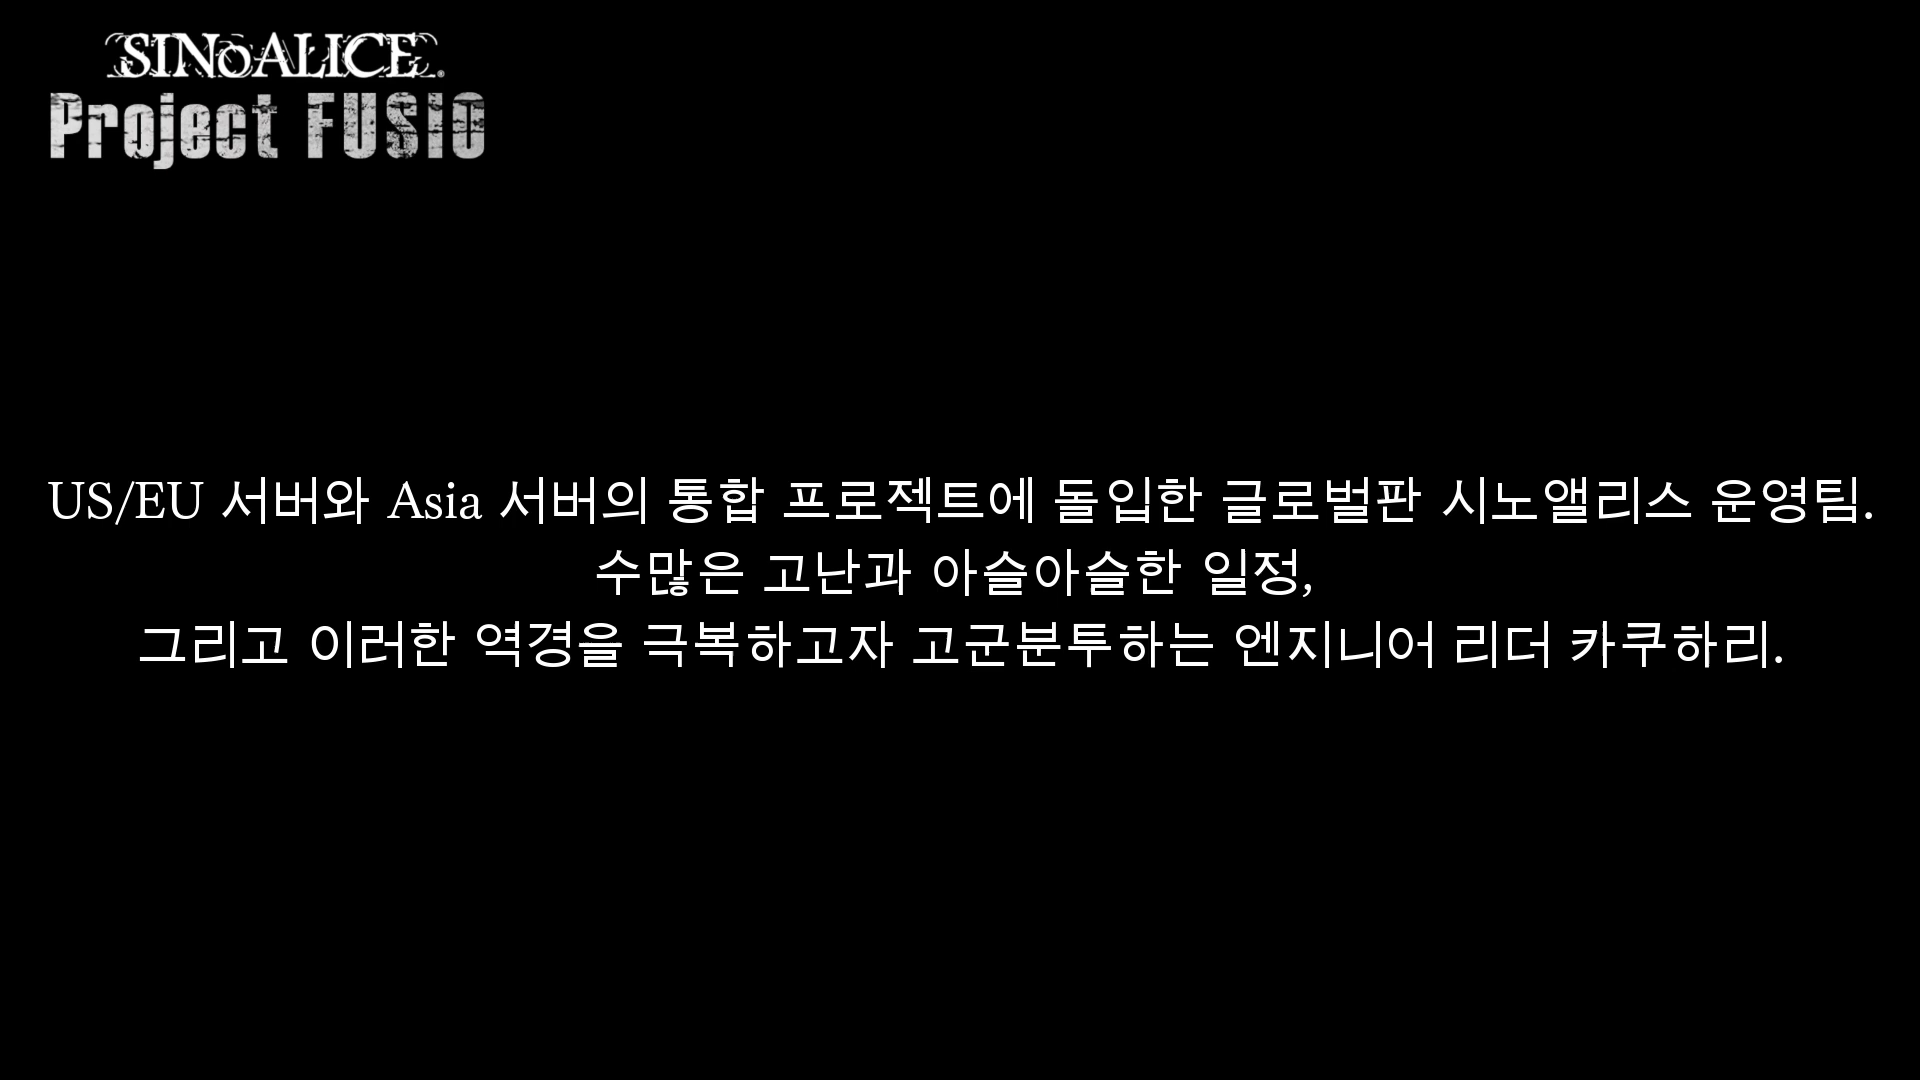 SINoALICE®
Project FUSIO
US/EU 서버와 Asia 서버의 통합 프로젝트에 돌입한 글로벌판 시노앨리스 운영팀.
수많은 고난과 아슬아슬한 일정,
그리고 이러한 역경을 극복하고자 고군분투하는 엔지니어 리더 카쿠하리.